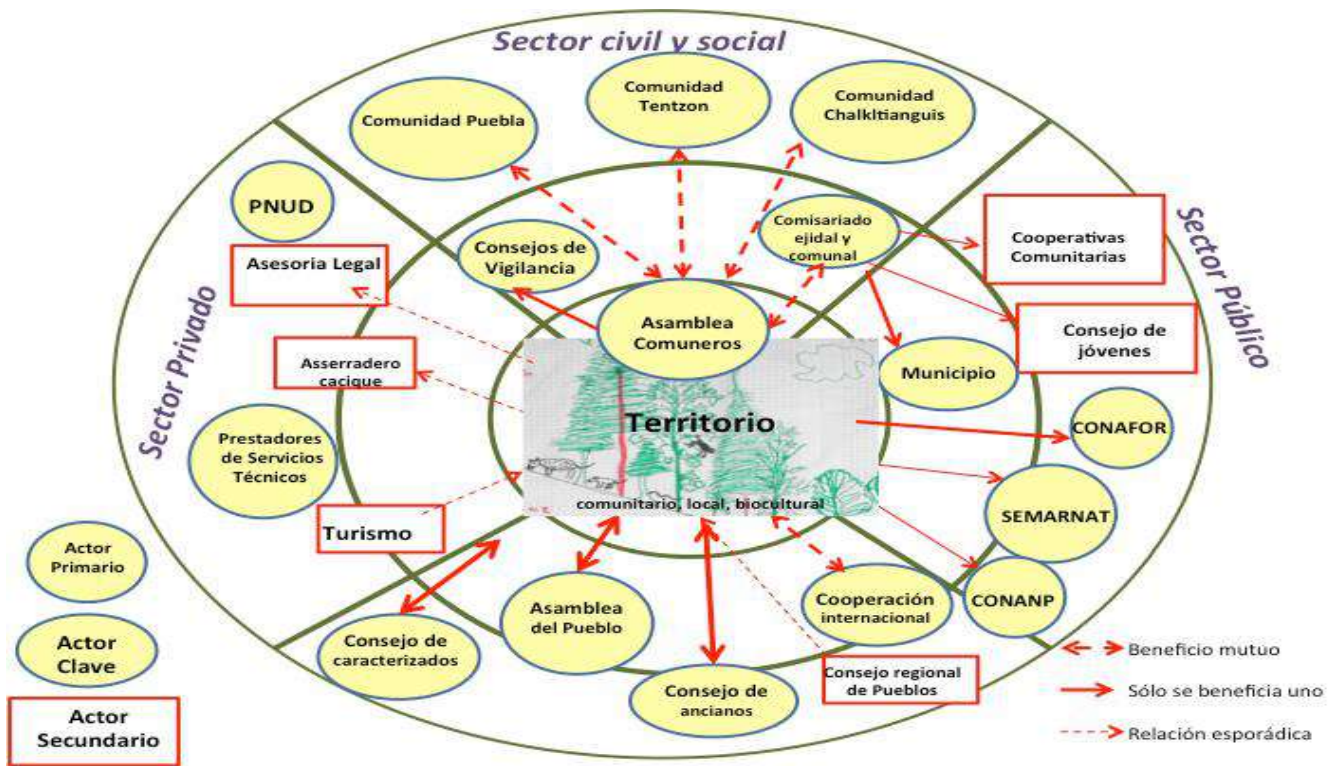 Sector civil y social
Comunidad
Tentzon
Comunidad
Chalkltianguis
Comunidad Puebla
PNUD
Asesoria Legal
Consejos de
Vigilancia
Comisariado
ejidal y
comunal
Cooperativas
Comunitarias
Sector Público
Sector Privado
Asamblea
Comuneros
Consejo de
jóvenes
Asserradero
cacique
Municipio
Territorio
CONAFOR
Prestadores
de Servicios
Técnicos
comunitario, local, biocultural
SEMARNAT
Turismo
Actor
Primario
Asamblea
del Pueblo
Cooperación
internacional
CONANP
Consejo de
caracterizados
Actor
Clave
Consejo de
ancianos
Consejo regional
de Pueblos
Beneficio mutuo
Sólo se beneficia uno
Actor
Secundario
Relación esporádica